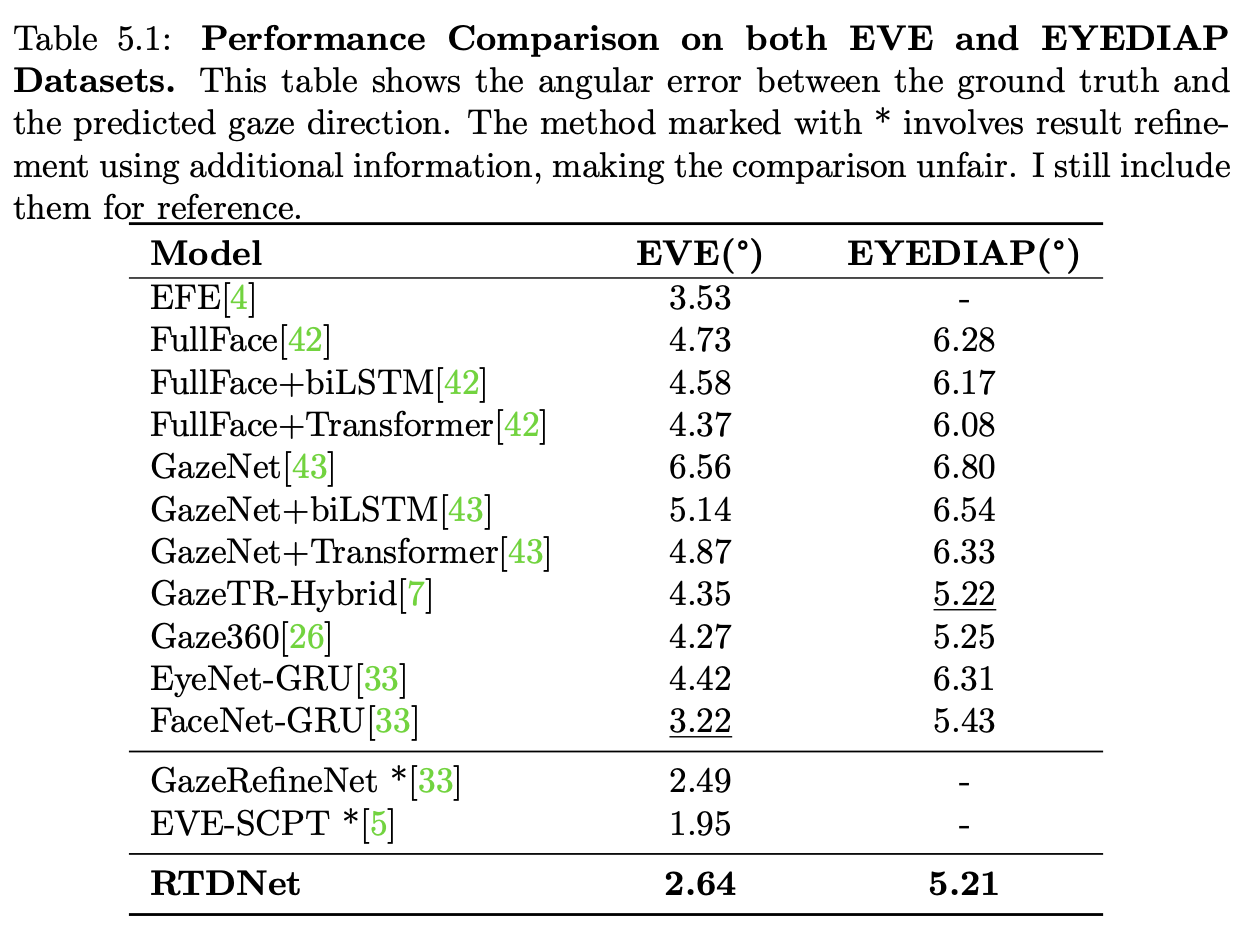 Table 5.1: Performance Comparison on both EVE and EYEDIAP
Datasets. This table shows the angular error between the ground truth and
the predicted gaze direction. The method marked with * involves result refine-
ment using additional information, making the comparison unfair. I still include
them for reference.
Model EVE(°) EYEDIAP(°)
EFE[4] 3.53 -
FullFace[42] 4.73 6.28
FullFace+biLSTM[42] 4.58 6.17
FullFace+Transformer[42] 4.37 6.08
GazeNet[43] 6.56 6.80
GazeNet+biLSTM[43] 5.14 6.54
GazeNet+Transformer[43] 4.87 6.33
GazeTR-Hybrid[7] 4.35 5.22
Gaze360[26] 4.27 5.25
EyeNet-GRU[33] 4.42 6.31
FaceNet-GRU[33] 3.22 5.43
GazeRefineNet *[33] 2.49 -
EVE-SCPT *[5] 1.95 -
RTDNet 2.64 5.21